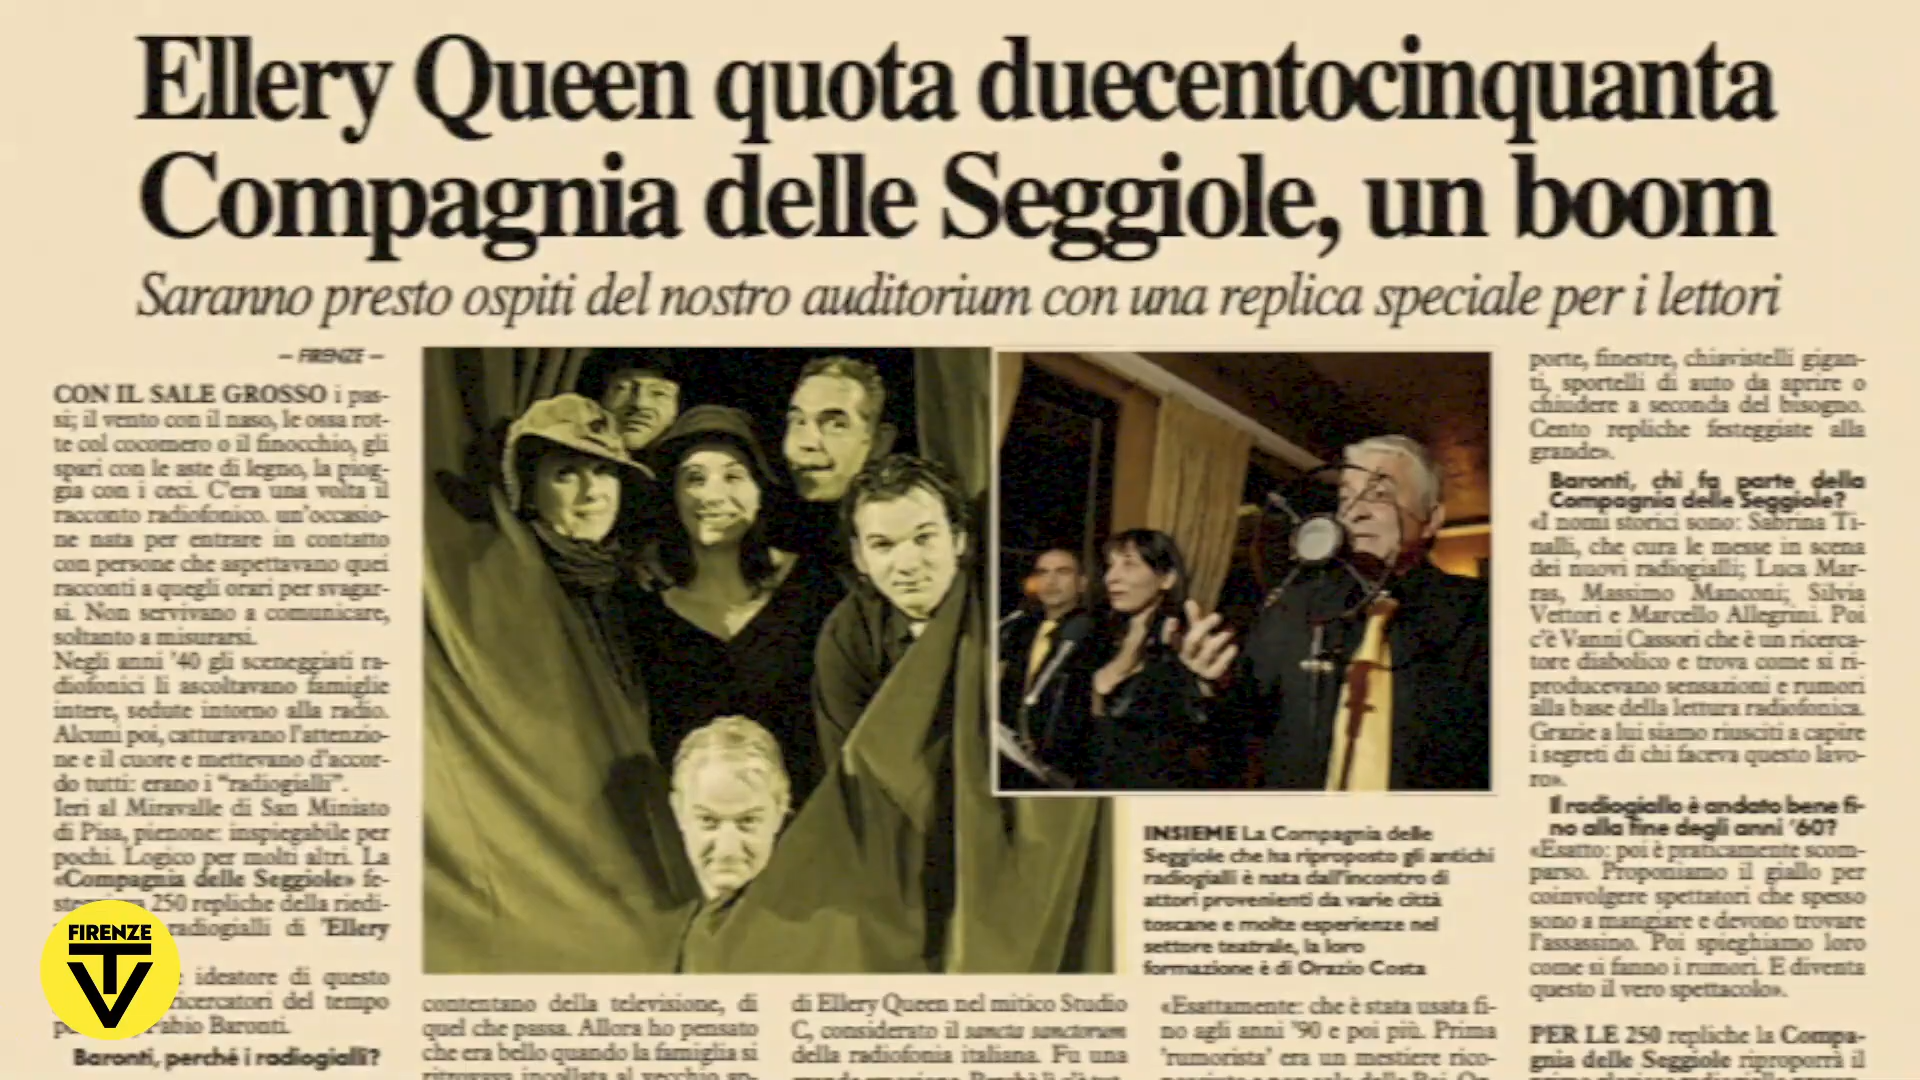 Ellery Queen quota duecentocinquanta
Compagnia delle Seggiole, un boom
Saranno presto ospiti del nostro auditorium con una replica speciale per i lettori
– FIRENZE –
CON IL SALE GROSSO i pas-
si; il vento con il naso, le ossa rot-
te col cocomero o il finocchio, gli
spari con le aste di legno, la piog-
gia con i ceci. C'era una volta il
racconto radiofonico. un'occasio-
ne nata per entrare in contatto
con persone che aspettavano quei
racconti a quegli orari per svagar-
si. Non servivano a comunicare,
soltanto a misurarsi.
Negli anni '40 gli sceneggiati ra-
diofonici li ascoltavano famiglie
intere, sedute intorno alla radio.
Alcuni poi, catturavano l'attenzio-
ne e il cuore e mettevano d'accor-
do tutti: erano i “radiogialli”.
Ieri al Miravalle di San Miniato
di Pisa, pienone: inspiegabile per
pochi. Logico per molti altri. La
«Compagnia delle Seggiole» fe-
250 repliche della riedi-
radiogialli di "Ellery
ideatore di questo
ricercatori del tempo
Fabio Baronti.
Baronti, perché i radiogialli?
contentano della televisione, di
quel che passa. Allora ho pensato
che era bello quando la famiglia si
ritrovava incollata al vecchio ap-
di Ellery Queen nel mitico Studio
C, considerato il sancta sanctorum
della radiofonia italiana. Fu una
INSIEME La Compagnia delle
Seggiole che ha riproposto gli antichi
radiogialli è nata dall'incontro di
attori provenienti da varie città
toscane e molte esperienze nel
settore teatrale, la loro
formazione è di Orazio Costa
«Esattamente: che è stata usata fi-
no agli anni '90 e poi più. Prima
'rumorista' era un mestiere rico-
porte, finestre, chiavistelli gigan-
ti, sportelli di auto da aprire o
chiudere a seconda del bisogno.
Cento repliche festeggiate alla
grande».
Baronti, chi fa parte della
Compagnia delle Seggiole?
«I nomi storici sono: Sabrina Ti-
nalli, che cura le messe in scena
dei nuovi radiogialli; Luca Mar-
ras, Massimo Manconi; Silvia
Vettori e Marcello Allegrini. Poi
c'è Vanni Cassori che è un ricerca-
tore diabolico e trova come si ri-
producevano sensazioni e rumori
alla base della lettura radiofonica.
Grazie a lui siamo riusciti a capire
i segreti di chi faceva questo lavo-
ro».
Il radiogiallo è andato bene fi-
no alla fine degli anni '60?
«Esatto: poi è praticamente scom-
parso. Proponiamo il giallo per
coinvolgere spettatori che spesso
sono a mangiare e devono trovare
l'assassino. Poi spieghiamo loro
come si fanno i rumori. E diventa
questo il vero spettacolo».
PER LE 250 repliche la Compa-
gnia delle Seggiole riproporrà il
FIRENZE
TV